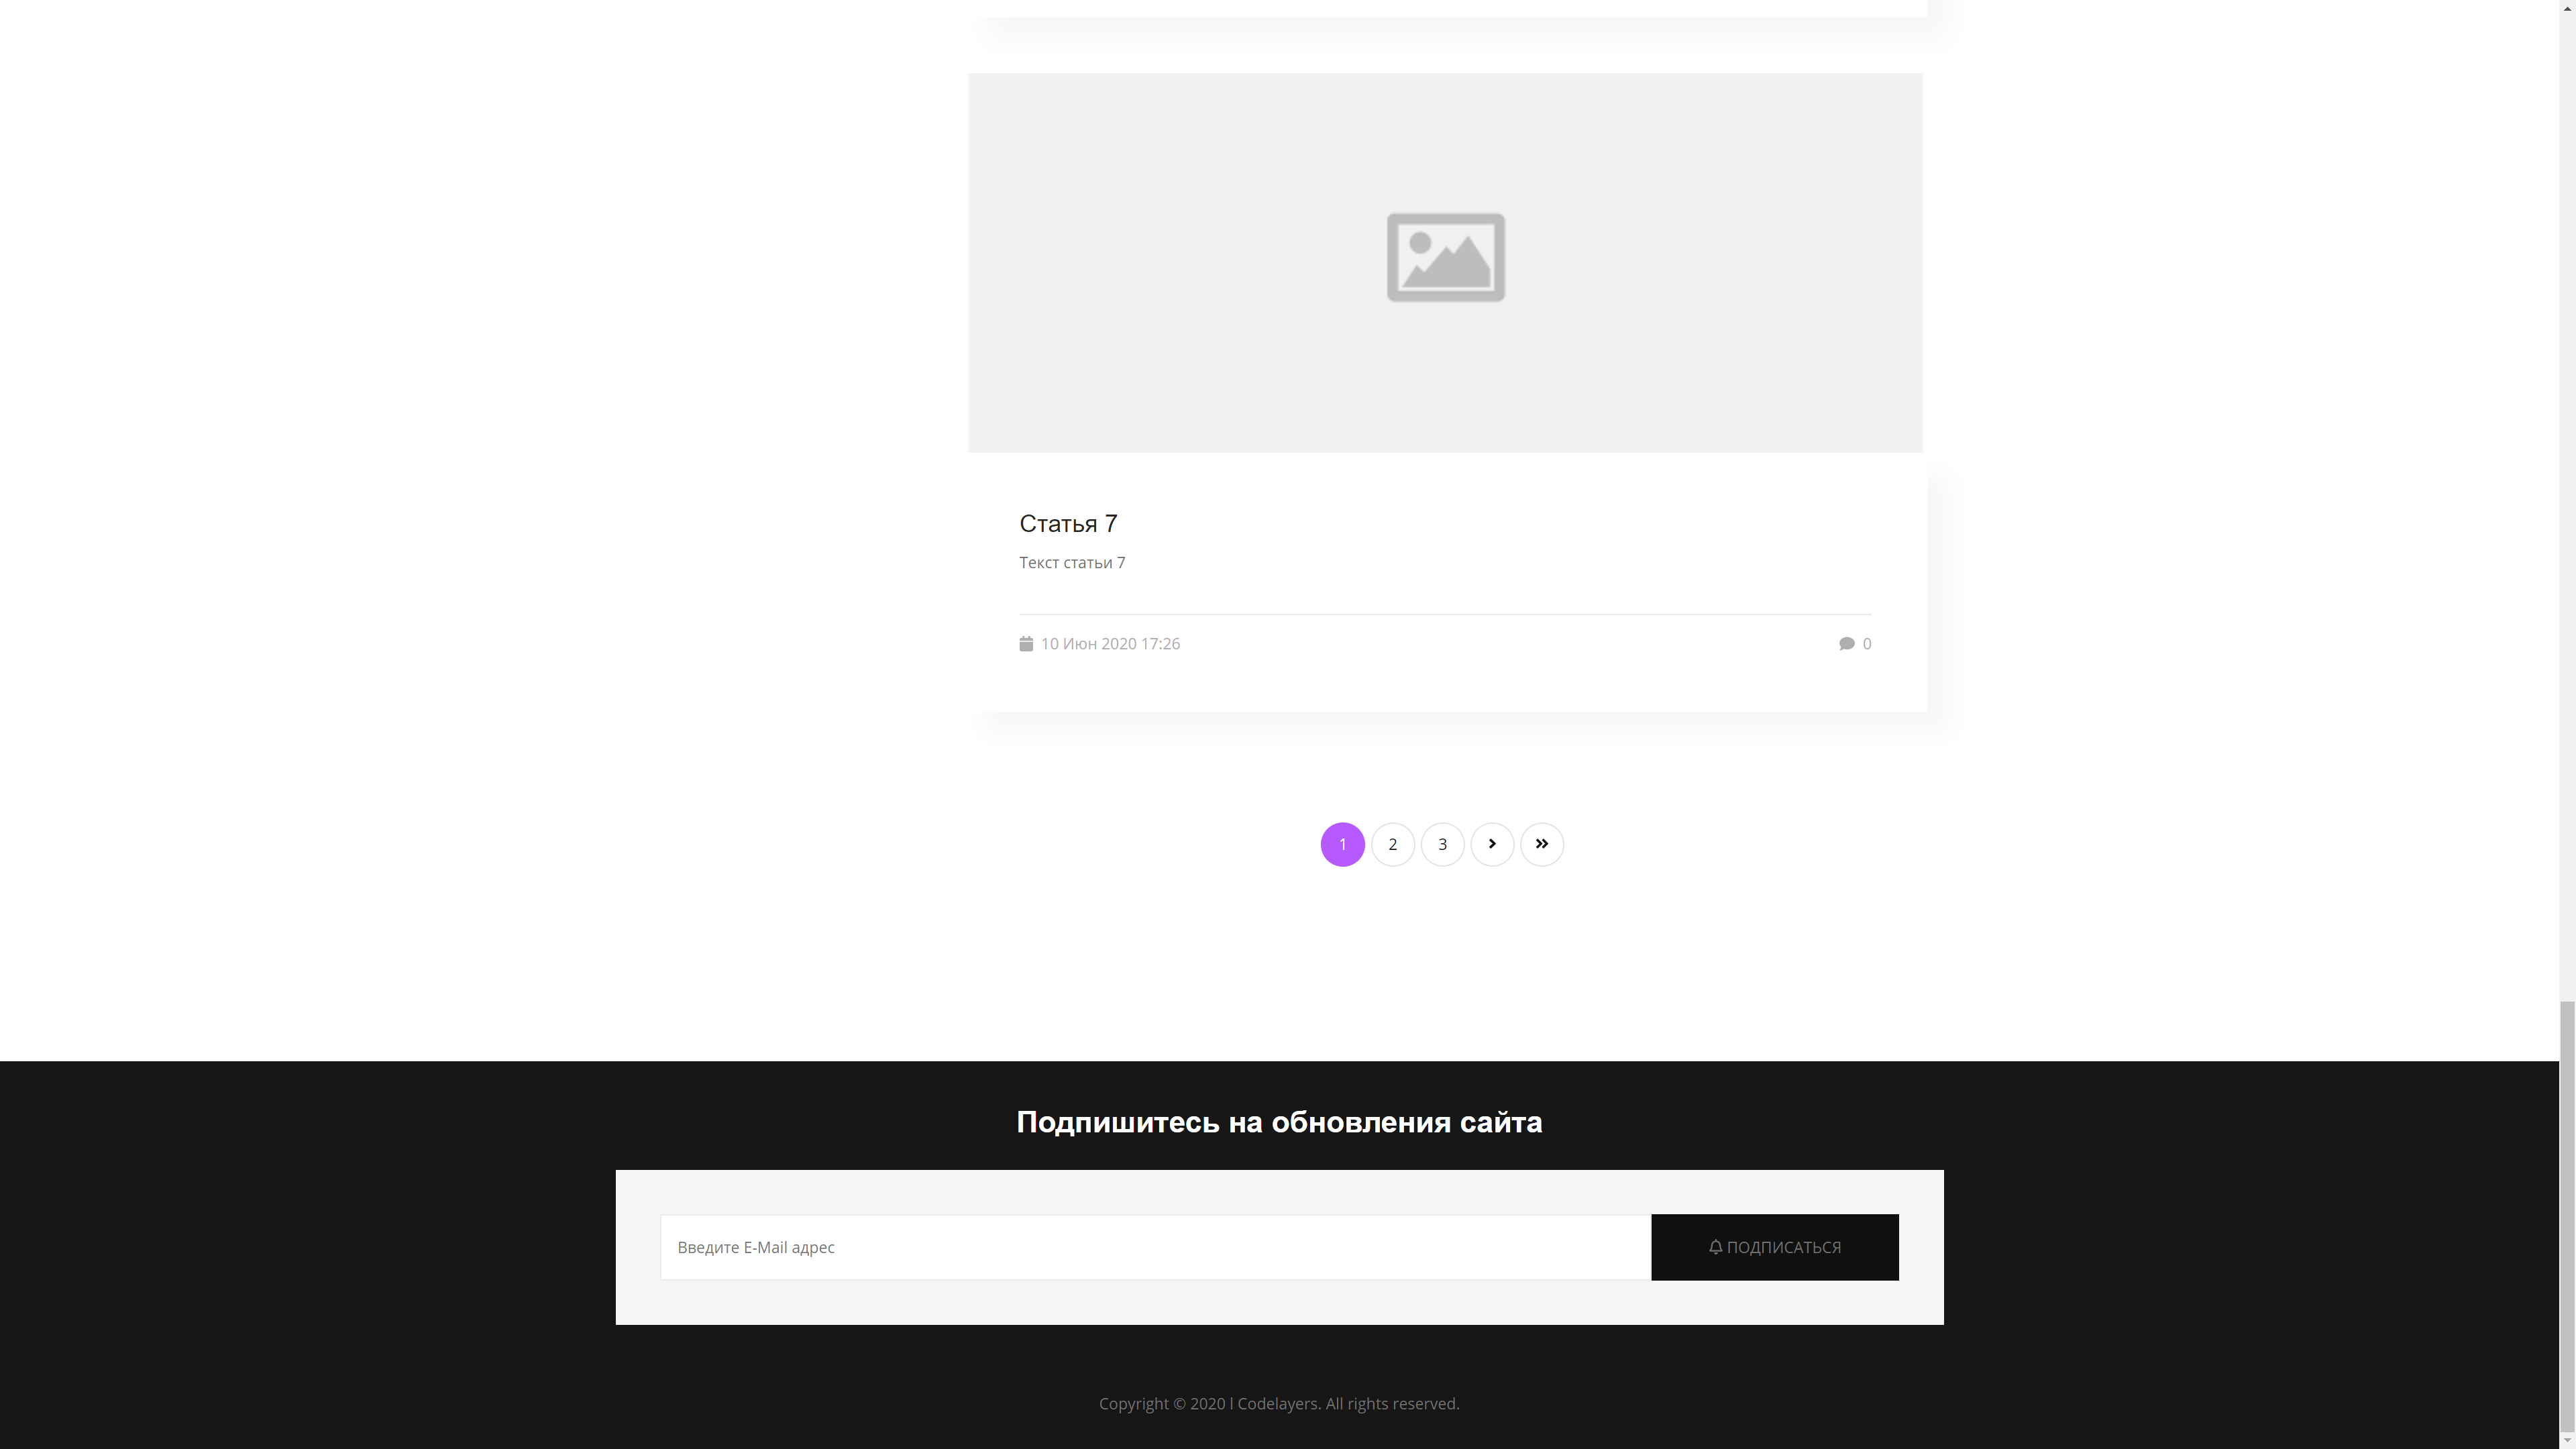 Статья 7
Текст статьи 7
10 Июн 2020 17:26
0
1 2 3
Подпишитесь на обновления сайта
Введите E-Mail адрес
ПОДПИСАТЬСЯ
Copyright © 2020 l Codelayers. All rights reserved.